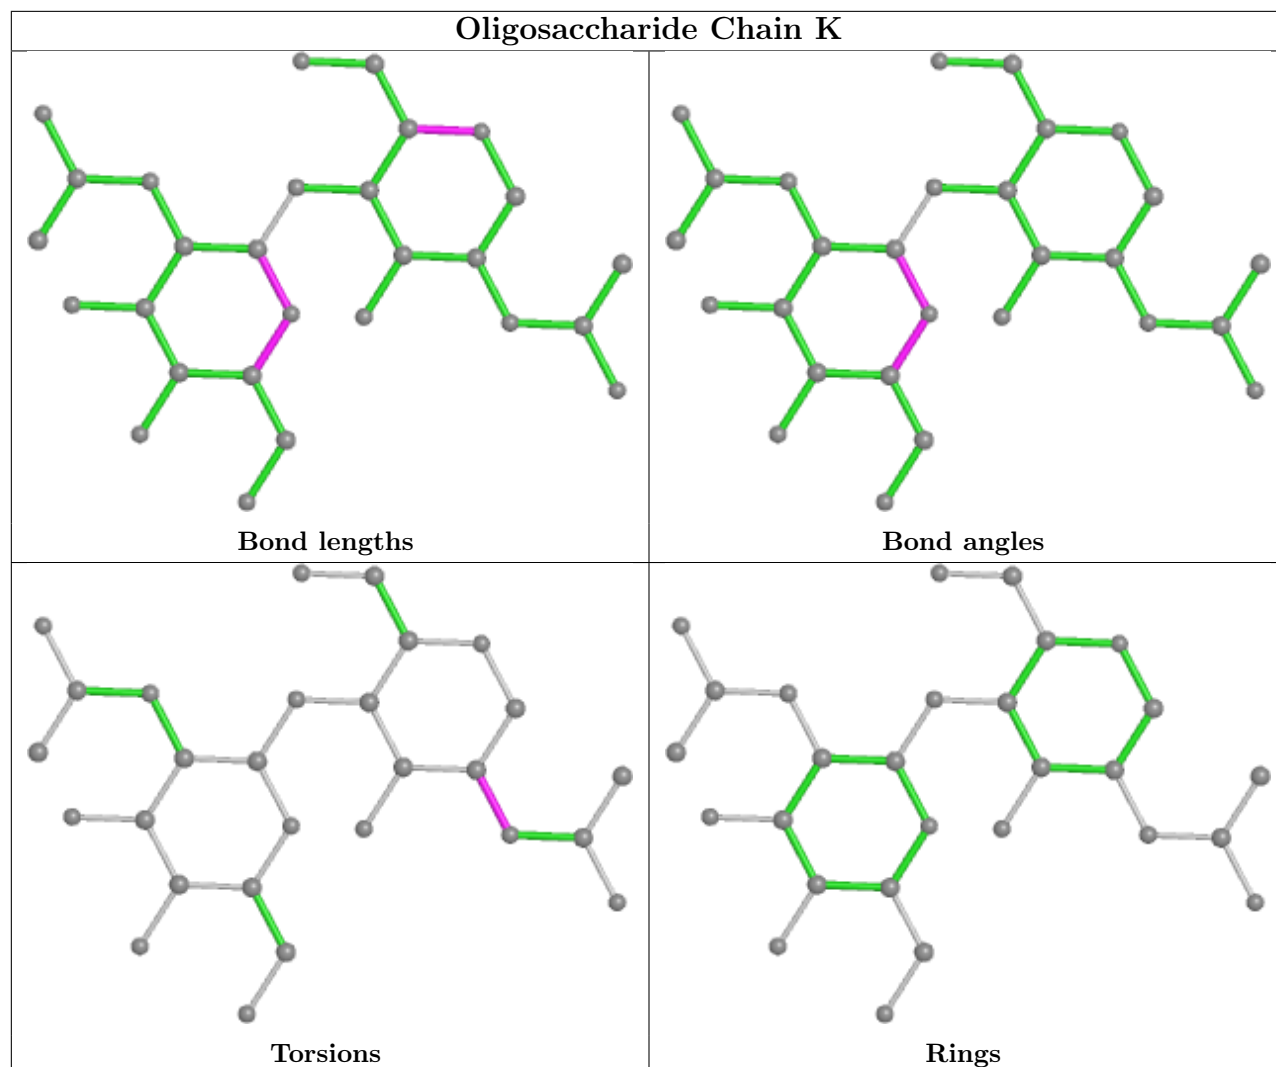 Oligosaccharide Chain K
Bond lengths
Bond angles
Torsions
Rings